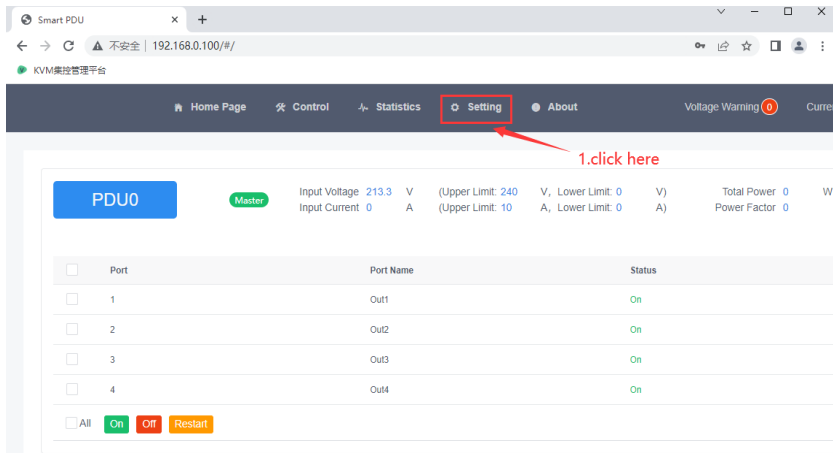 Smart PDU
不安全 192.168.0.100/#/
KVM集控管理平台
Home Page Control Statistics Setting About Voltage Warning 0 Curre
1.click here
PDU0 Master Input Voltage 213.3 V (Upper Limit: 240 V, Lower Limit: 0 V) Total Power 0 W
Input Current 0 A (Upper Limit: 10 A, Lower Limit: 0 A) Power Factor 0
Port Port Name Status
1 Out1 On
2 Out2 On
3 Out3 On
4 Out4 On
All On Off Restart